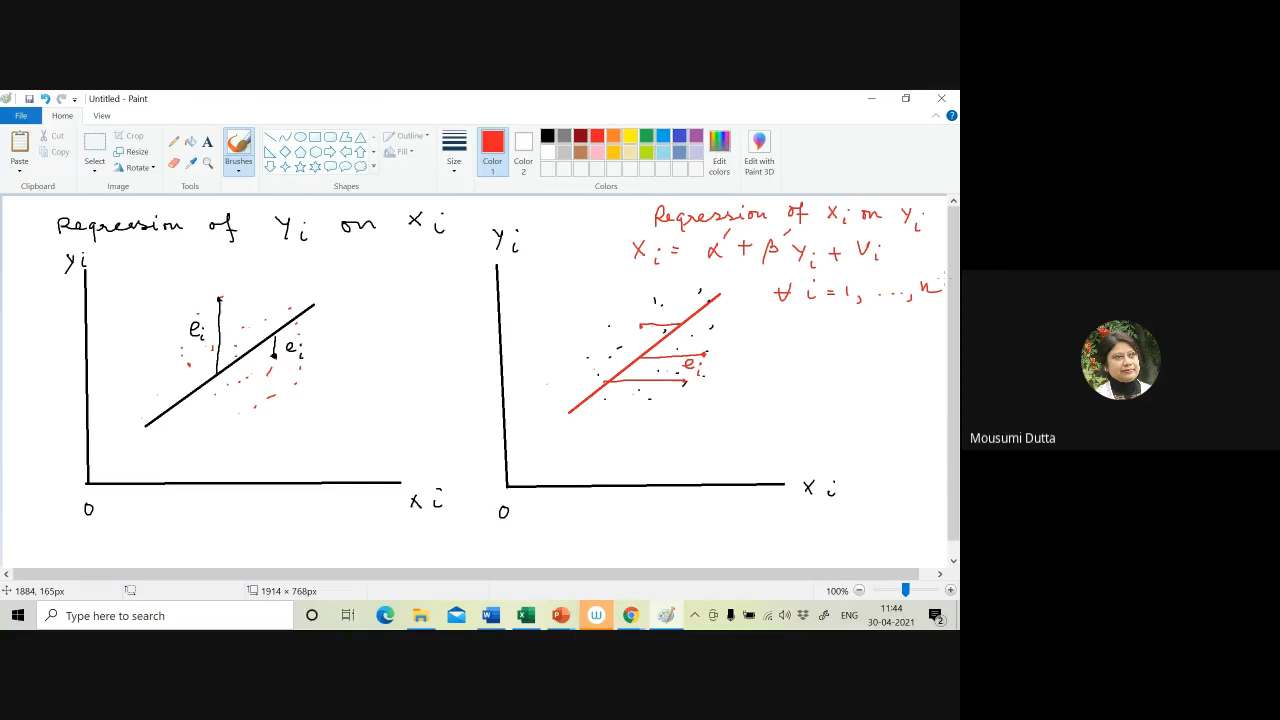 Untitled - Paint
File Home View
Paste
Cut
Copy
Clipboard
Select
Crop
Resize
Rotate
Image
Tools
Brushes
Shapes
Outline
Fill
Size
Color 1
Color 2
Edit colors
Colors
Edit with Paint 3D
Regression of Yi on Xi
Yi
ei
ei
0
Xi
Yi
Regression of Xi on Yi
Xi = α′ + β′ Yi + Vi
∀ i = 1, ..., n
ei
0
Xi
Mousumi Dutta
1884, 165px
1914 × 768px
100%
Type here to search
ENG
11:44
30-04-2021
2